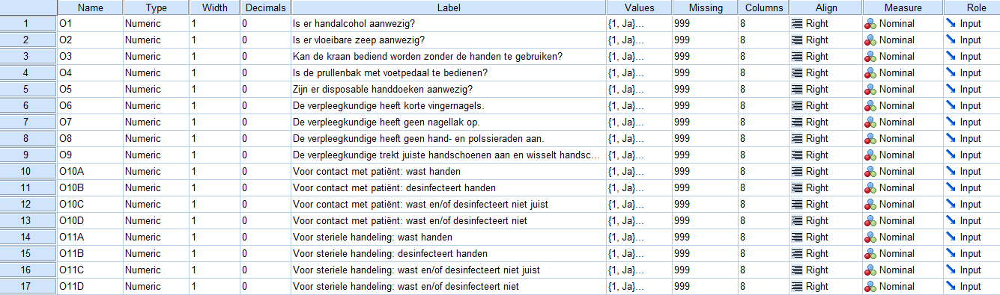 Name Type Width Decimals Label Values Missing Columns Align Measure Role
1 O1 Numeric 1 0 Is er handalcohol aanwezig? {1, Ja}... 999 8 Right Nominal Input
2 O2 Numeric 1 0 Is er vloeibare zeep aanwezig? {1, Ja}... 999 8 Right Nominal Input
3 O3 Numeric 1 0 Kan de kraan bediend worden zonder de handen te gebruiken? {1, Ja}... 999 8 Right Nominal Input
4 O4 Numeric 1 0 Is de prullenbak met voetpedaal te bedienen? {1, Ja}... 999 8 Right Nominal Input
5 O5 Numeric 1 0 Zijn er disposable handdoeken aanwezig? {1, Ja}... 999 8 Right Nominal Input
6 O6 Numeric 1 0 De verpleegkundige heeft korte vingernagels. {1, Ja}... 999 8 Right Nominal Input
7 O7 Numeric 1 0 De verpleegkundige heeft geen nagellak op. {1, Ja}... 999 8 Right Nominal Input
8 O8 Numeric 1 0 De verpleegkundige heeft geen hand- en polssieraden aan. {1, Ja}... 999 8 Right Nominal Input
9 O9 Numeric 1 0 De verpleegkundige trekt juiste handschoenen aan en wisselt handsc... {1, Ja}... 999 8 Right Nominal Input
10 O10A Numeric 1 0 Voor contact met patiënt: wast handen {1, Ja}... 999 8 Right Nominal Input
11 O10B Numeric 1 0 Voor contact met patiënt: desinfecteert handen {1, Ja}... 999 8 Right Nominal Input
12 O10C Numeric 1 0 Voor contact met patiënt: wast en/of desinfecteert niet juist {1, Ja}... 999 8 Right Nominal Input
13 O10D Numeric 1 0 Voor contact met patiënt: wast en/of desinfecteert niet {1, Ja}... 999 8 Right Nominal Input
14 O11A Numeric 1 0 Voor steriele handeling: wast handen {1, Ja}... 999 8 Right Nominal Input
15 O11B Numeric 1 0 Voor steriele handeling: desinfecteert handen {1, Ja}... 999 8 Right Nominal Input
16 O11C Numeric 1 0 Voor steriele handeling: wast en/of desinfecteert niet juist {1, Ja}... 999 8 Right Nominal Input
17 O11D Numeric 1 0 Voor steriele handeling: wast en/of desinfecteert niet {1, Ja}... 999 8 Right Nominal Input